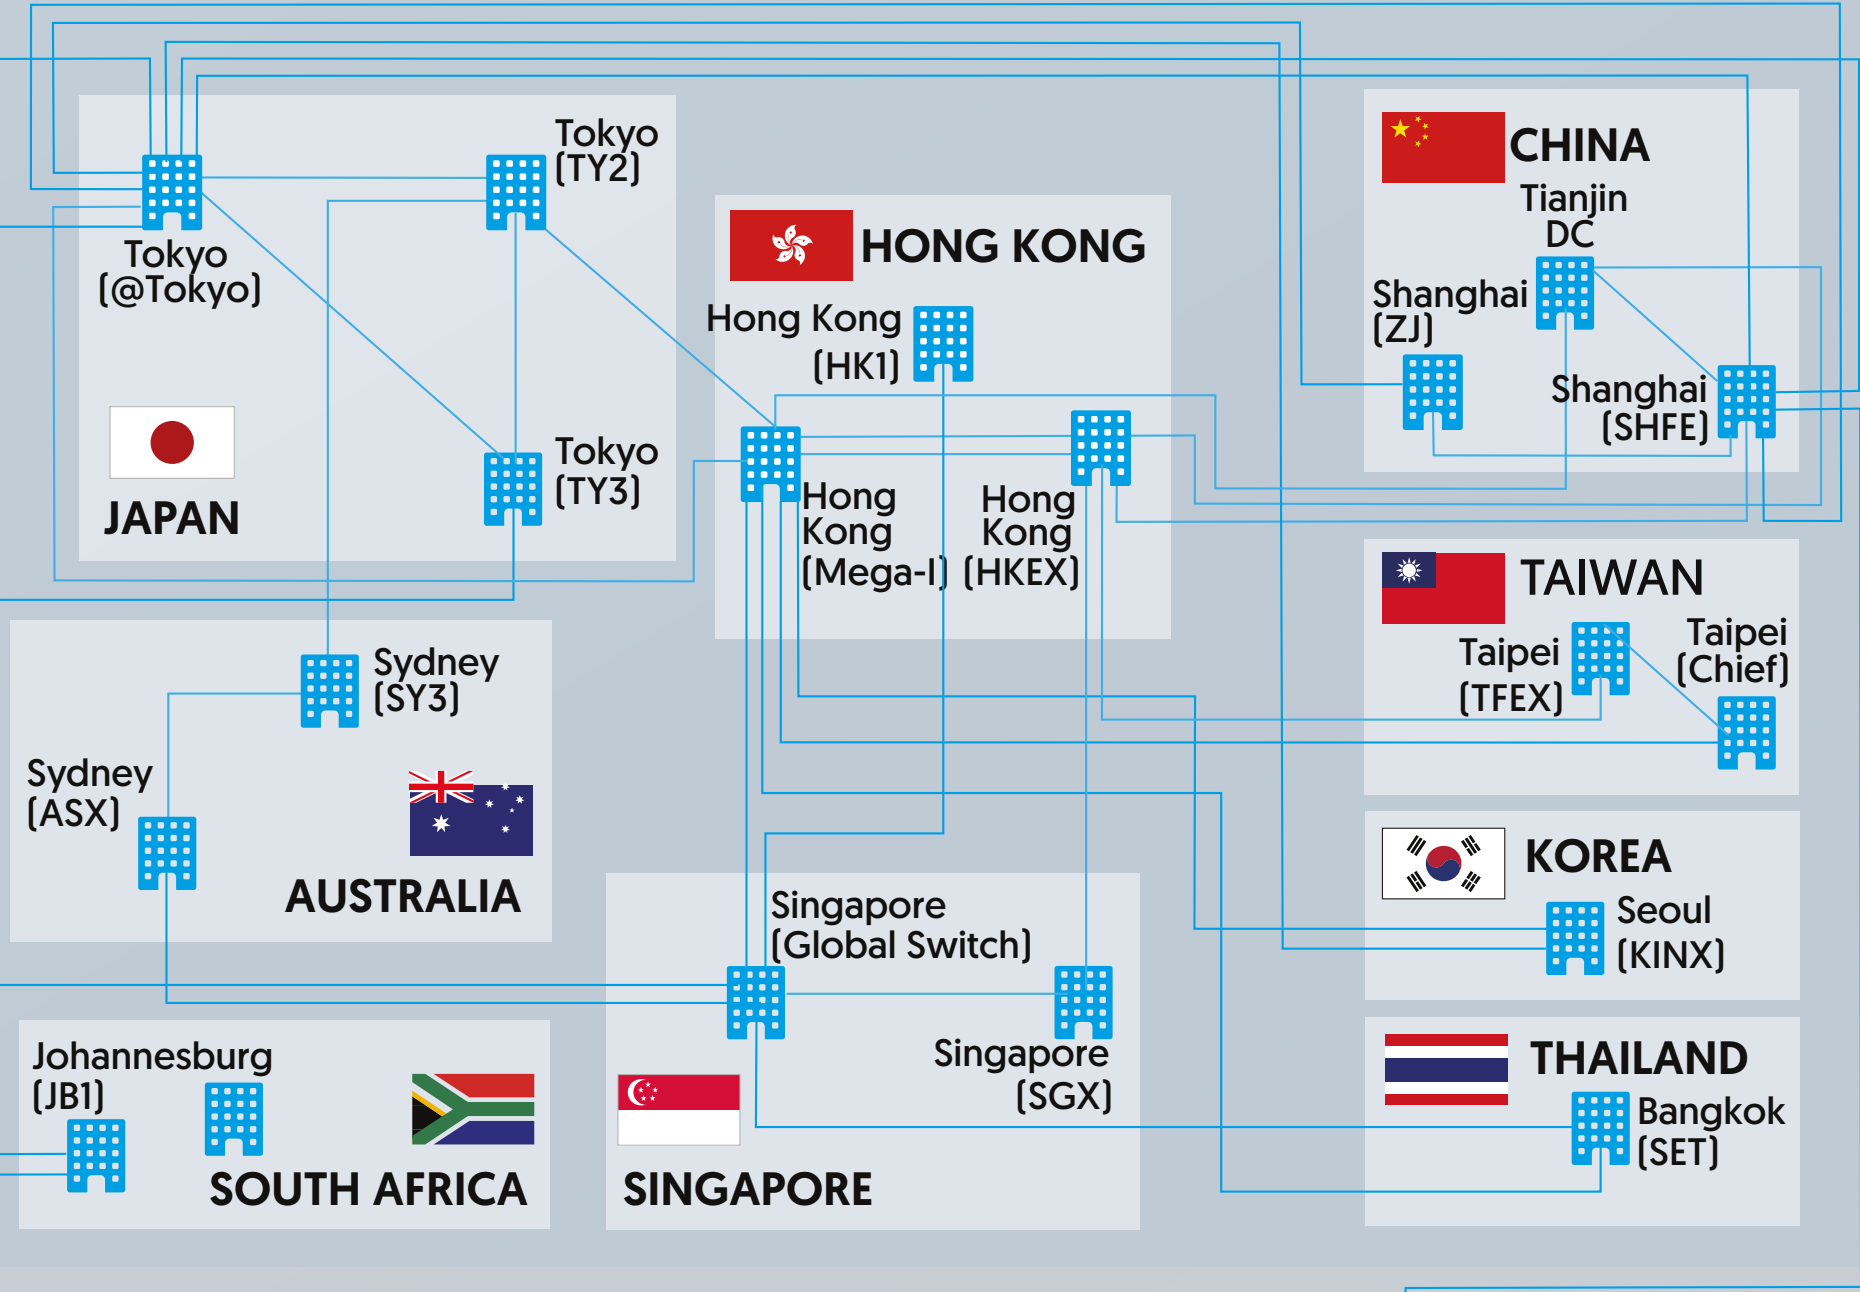 Tokyo
(TY2)
Tokyo
(@Tokyo)
Tokyo
(TY3)
JAPAN
HONG KONG
Hong Kong
(HK1)
Hong
Kong
(Mega-I)
Hong
Kong
(HKEX)
CHINA
Tianjin
DC
Shanghai
(ZJ)
Shanghai
(SHFE)
TAIWAN
Taipei
(TFEX)
Taipei
(Chief)
Sydney
(SY3)
Sydney
(ASX)
AUSTRALIA
KOREA
Seoul
(KINX)
Singapore
(Global Switch)
Singapore
(SGX)
SINGAPORE
Johannesburg
(JB1)
SOUTH AFRICA
THAILAND
Bangkok
(SET)